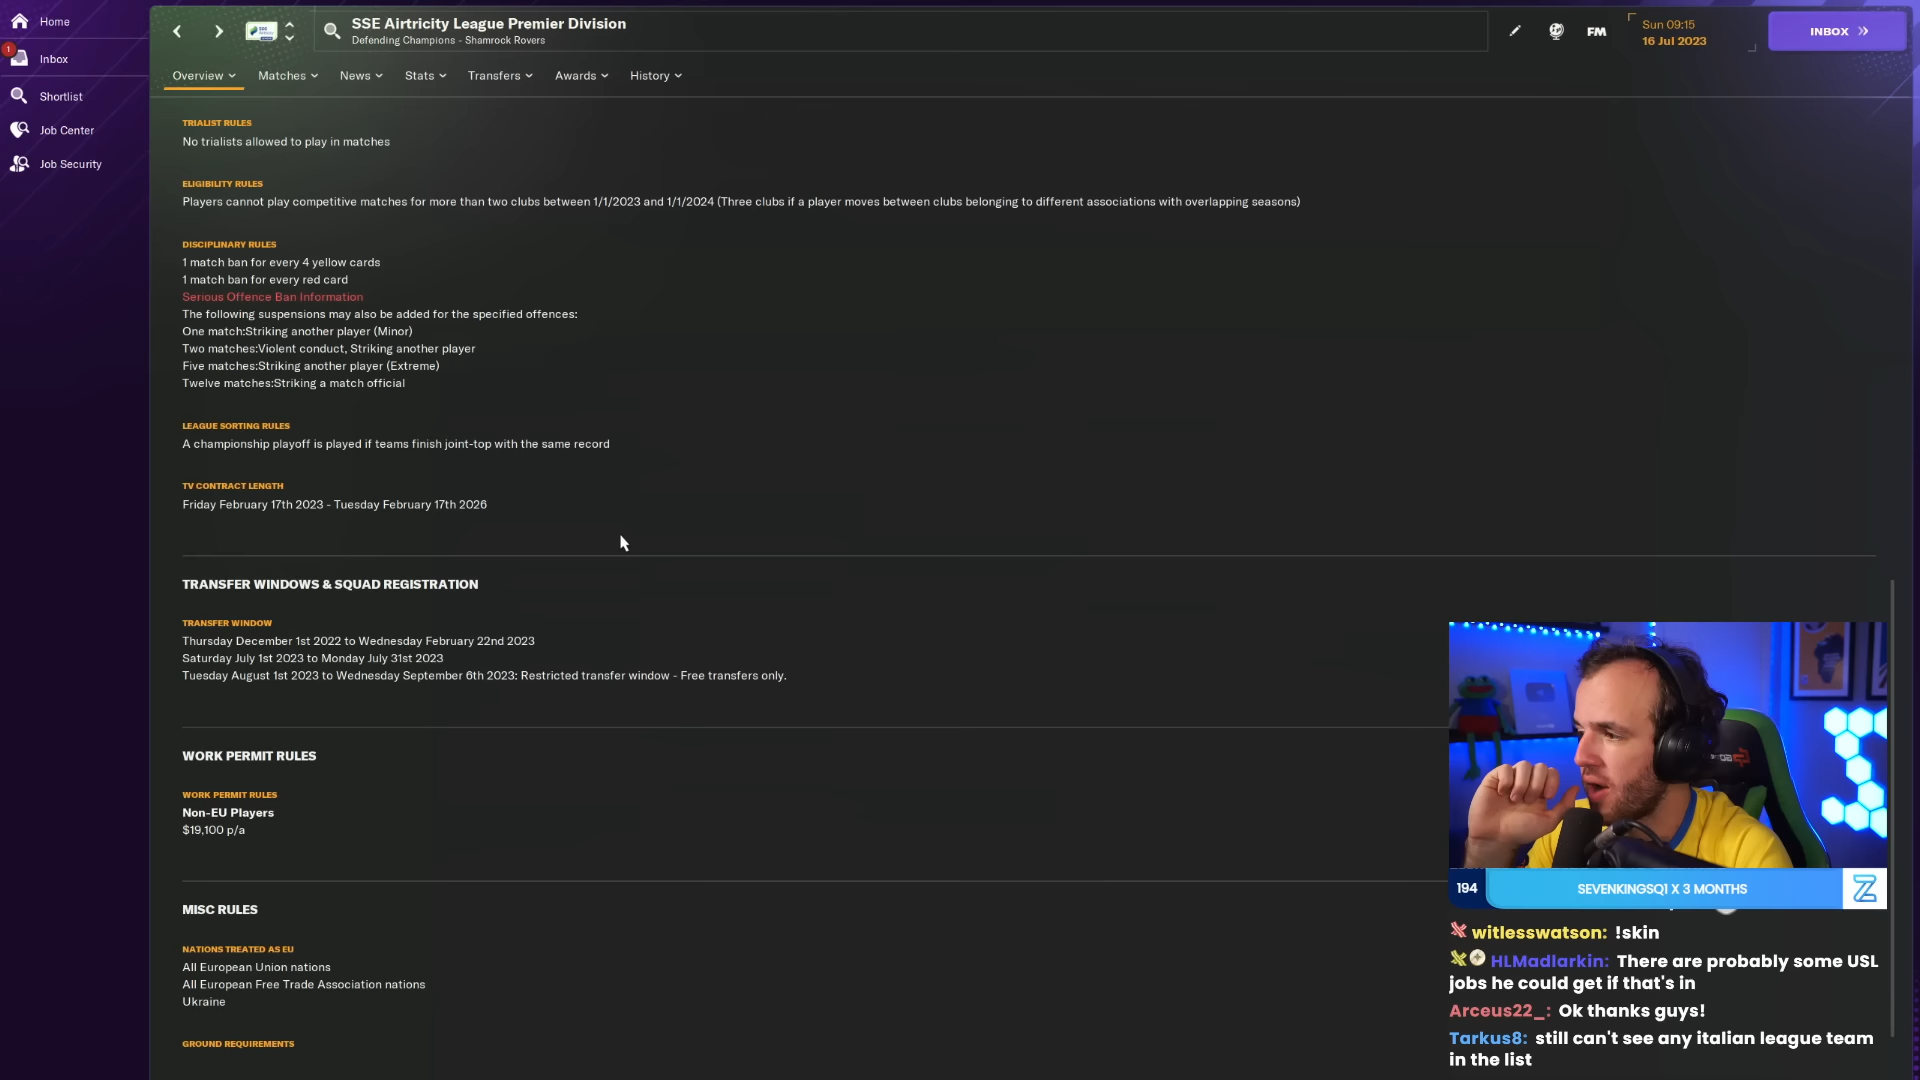 Home
1
Inbox
Shortlist
Job Center
Job Security
SSE Airtricity League Premier Division
Defending Champions - Shamrock Rovers
FM
Sun 09:15
16 Jul 2023
INBOX
Overview
Matches
News
Stats
Transfers
Awards
History
TRIALIST RULES
No trialists allowed to play in matches
ELIGIBILITY RULES
Players cannot play competitive matches for more than two clubs between 1/1/2023 and 1/1/2024 (Three clubs if a player moves between clubs belonging to different associations with overlapping seasons)
DISCIPLINARY RULES
1 match ban for every 4 yellow cards
1 match ban for every red card
Serious Offence Ban Information
The following suspensions may also be added for the specified offences:
One match:Striking another player (Minor)
Two matches:Violent conduct, Striking another player
Five matches:Striking another player (Extreme)
Twelve matches:Striking a match official
LEAGUE SORTING RULES
A championship playoff is played if teams finish joint-top with the same record
TV CONTRACT LENGTH
Friday February 17th 2023 - Tuesday February 17th 2026
TRANSFER WINDOWS & SQUAD REGISTRATION
TRANSFER WINDOW
Thursday December 1st 2022 to Wednesday February 22nd 2023
Saturday July 1st 2023 to Monday July 31st 2023
Tuesday August 1st 2023 to Wednesday September 6th 2023: Restricted transfer window - Free transfers only.
WORK PERMIT RULES
WORK PERMIT RULES
Non-EU Players
$19,100 p/a
MISC RULES
NATIONS TREATED AS EU
All European Union nations
All European Free Trade Association nations
Ukraine
GROUND REQUIREMENTS
194
SEVENKINGSQ1 X 3 MONTHS
Z
witlesswatson: !skin
HLMadlarkin: There are probably some USL
jobs he could get if that's in
Arceus22_: Ok thanks guys!
Tarkus8: still can't see any italian league team
in the list